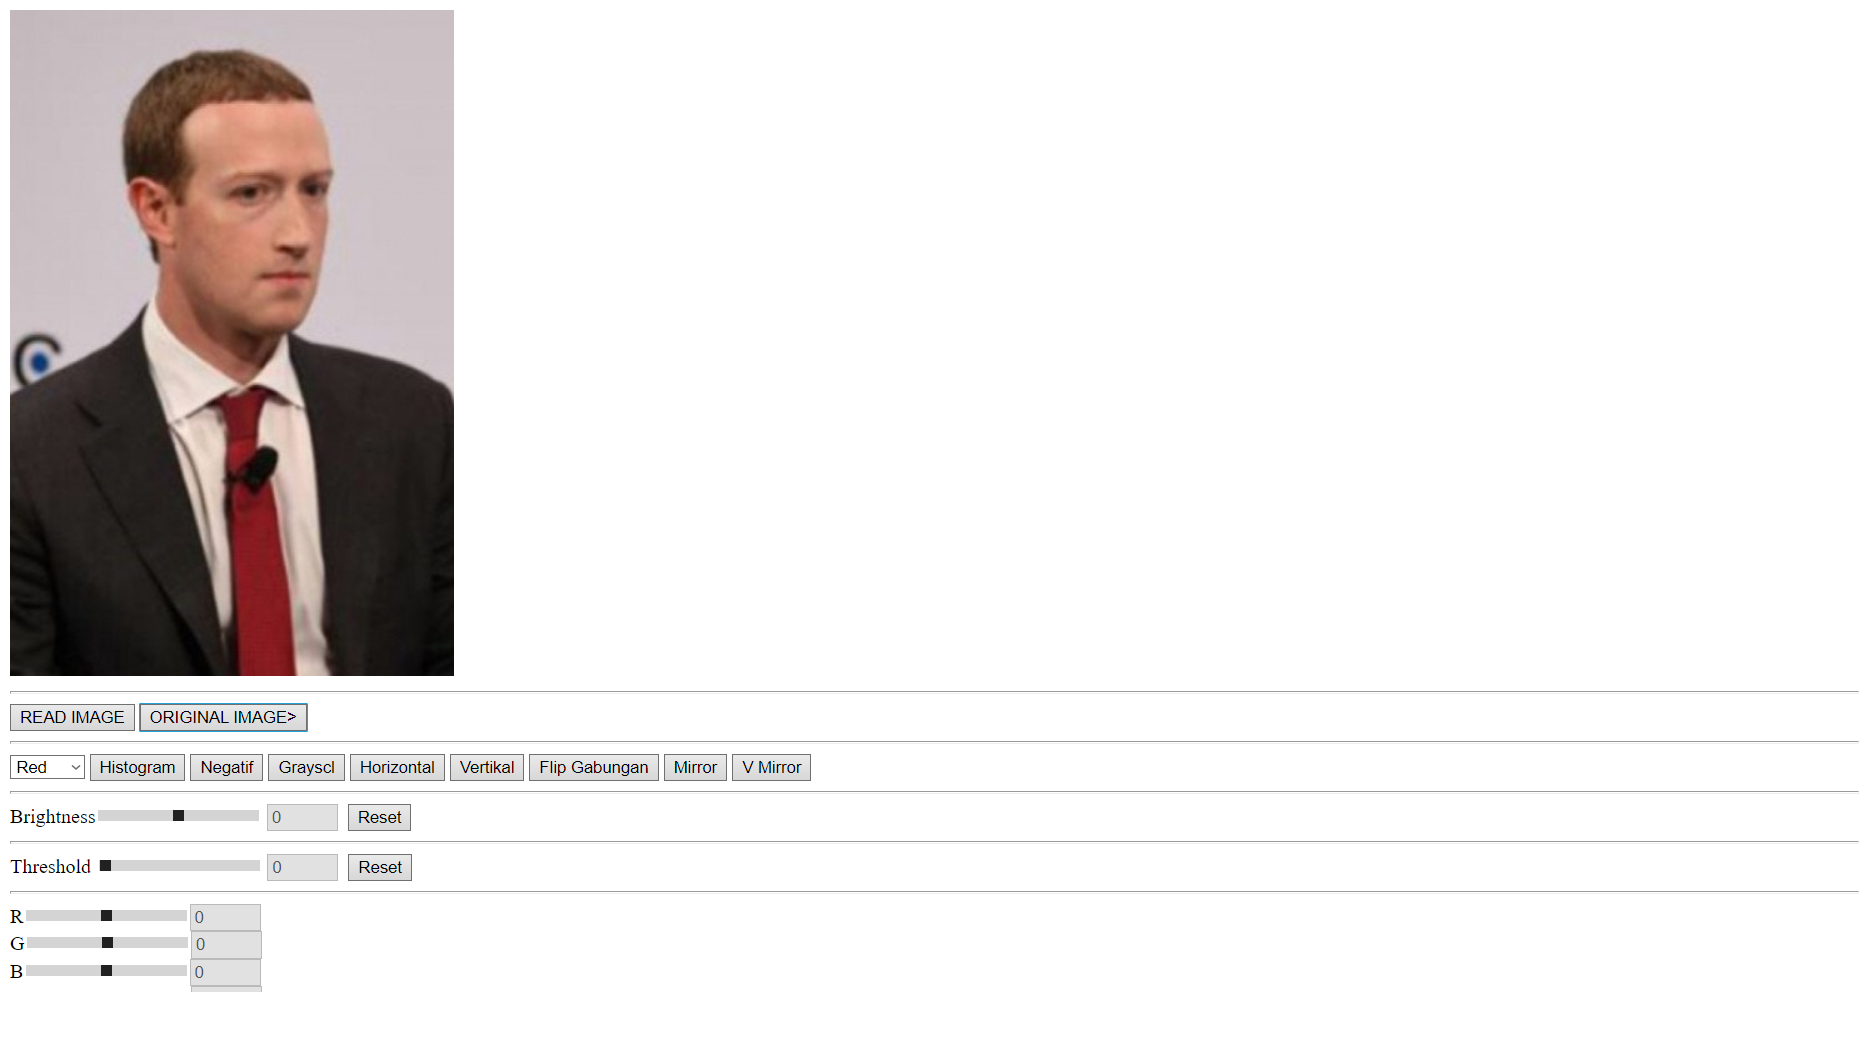 READ IMAGE ORIGINAL IMAGE>
Red Histogram Negatif Grayscl Horizontal Vertikal Flip Gabungan Mirror V Mirror
Brightness 0 Reset
Threshold 0 Reset
R 0
G 0
B 0